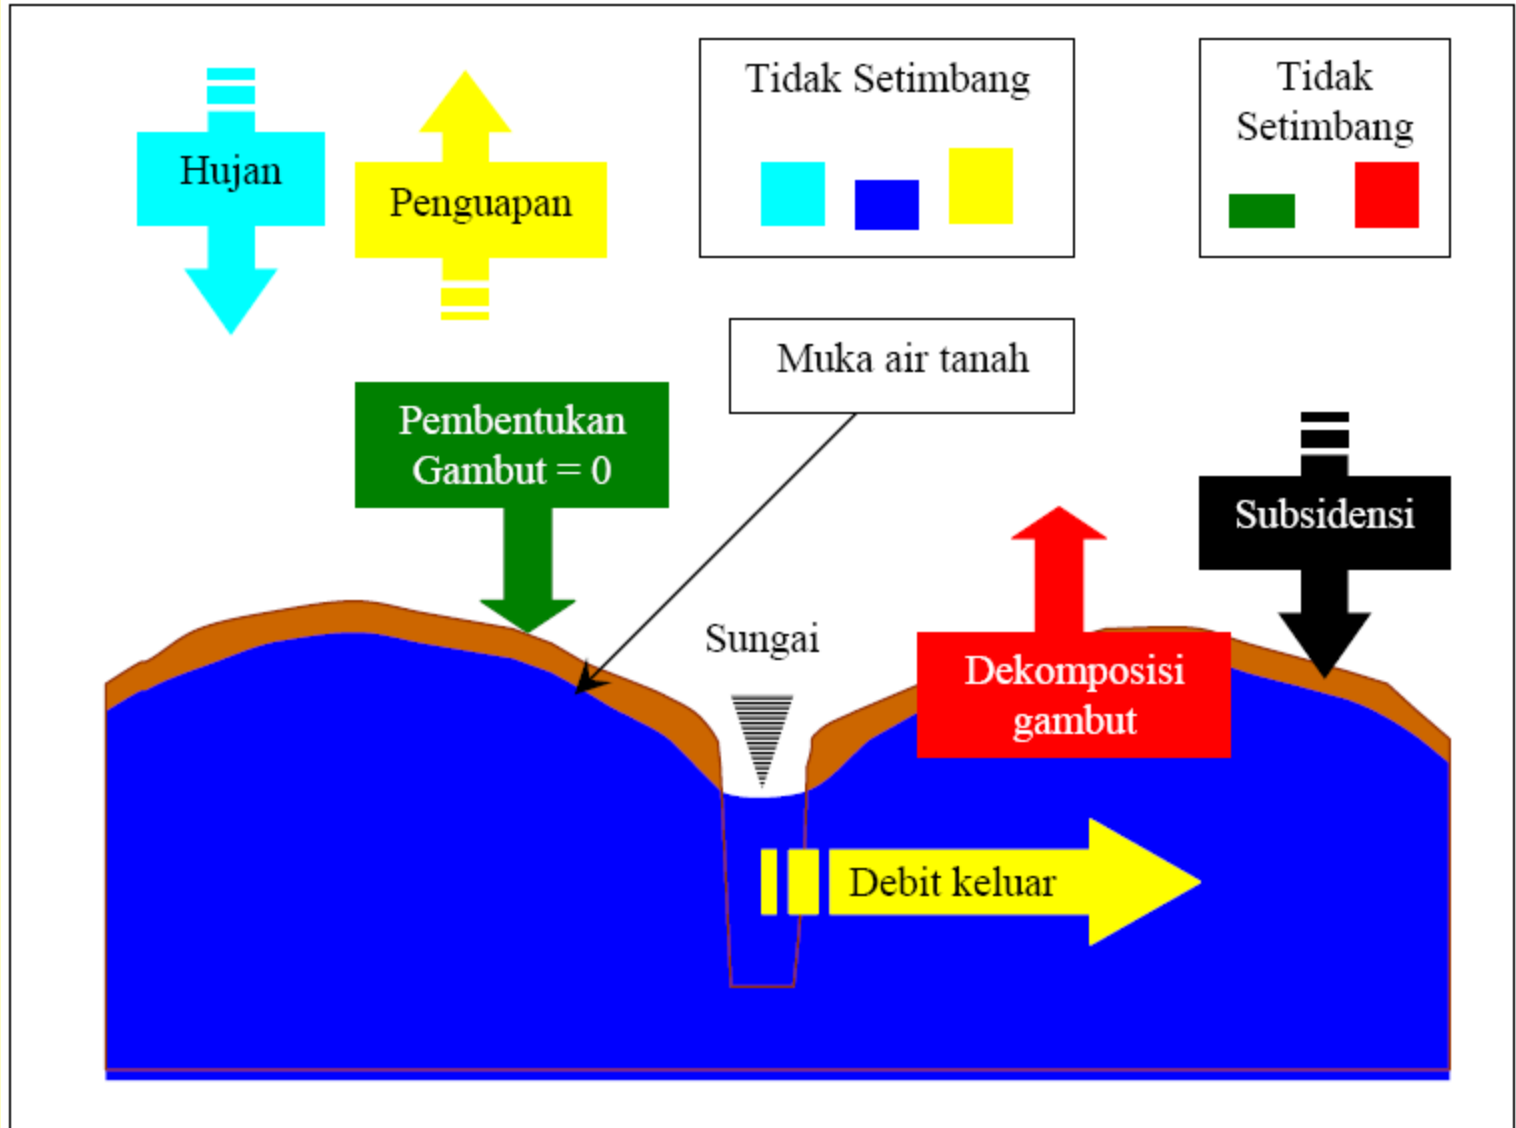 Hujan
Penguapan
Tidak Setimbang
Tidak
Setimbang
Muka air tanah
Pembentukan
Gambut = 0
Subsidensi
Sungai
Dekomposisi
gambut
Debit keluar